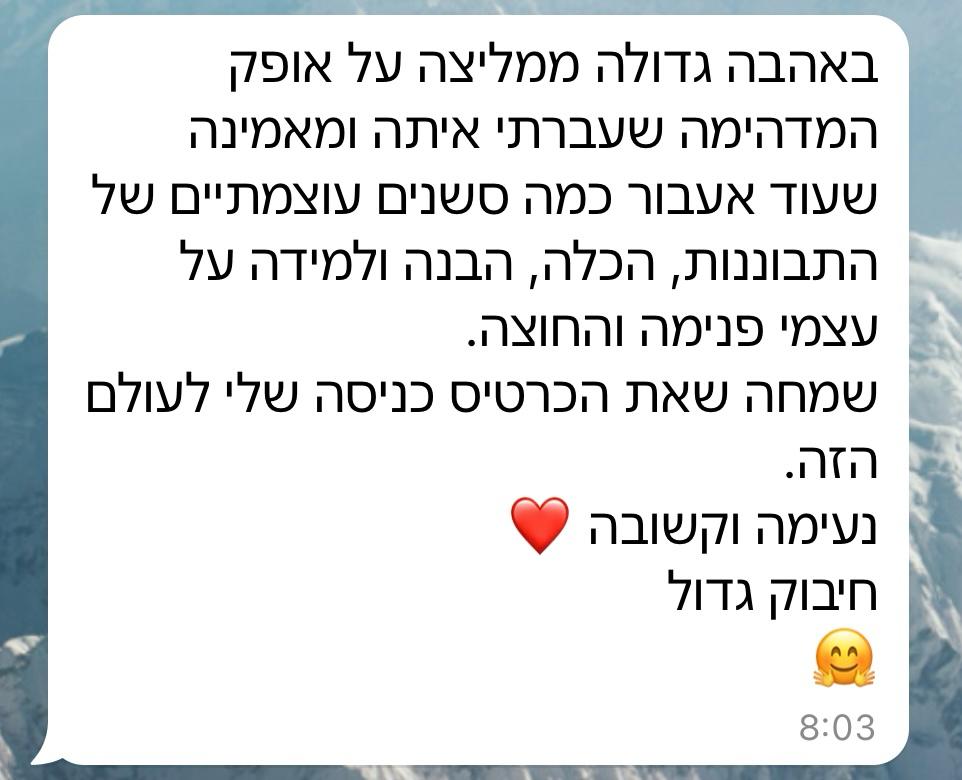 באהבה גדולה ממליצה על אופק
המדהימה שעברתי איתה ומאמינה
שעוד אעבור כמה סשנים עוצמתיים של
התבוננות, הכלה, הבנה ולמידה על
עצמי פנימה והחוצה.
שמחה שאת הכרטיס כניסה שלי לעולם
הזה.
נעימה וקשובה ❤️
חיבוק גדול
🤗
8:03